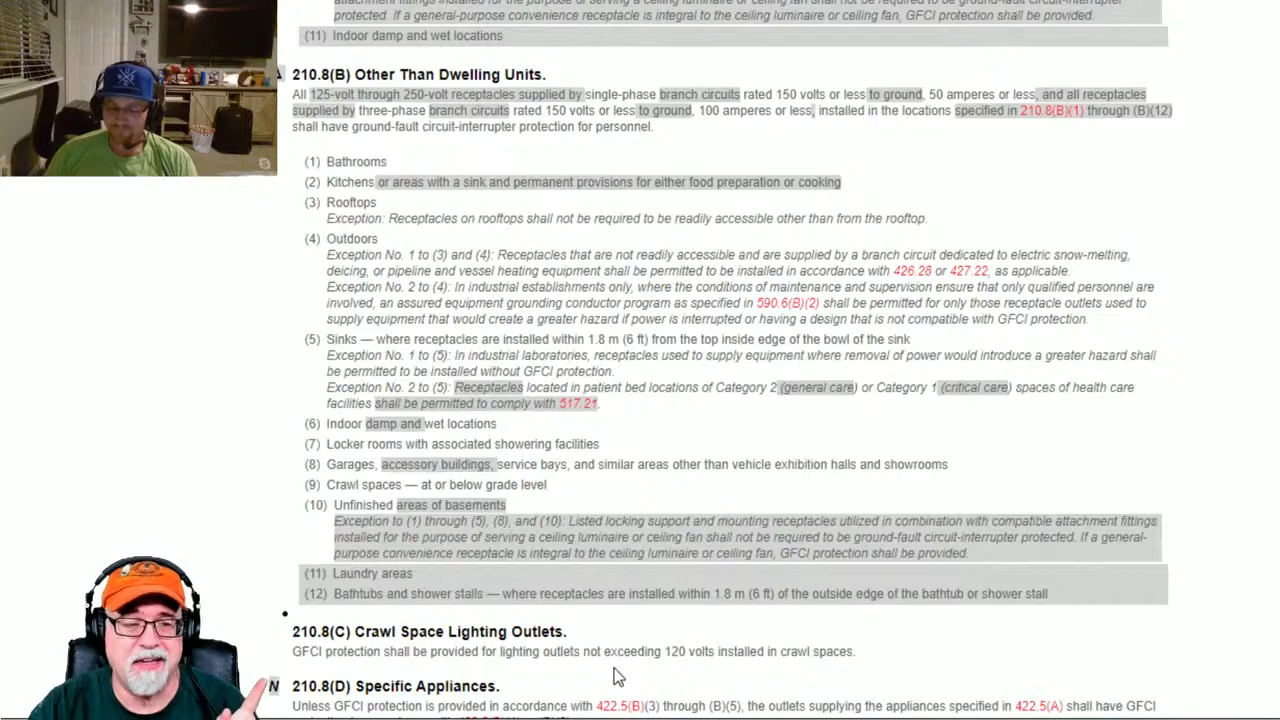 attachment fittings installed for the purpose of serving a ceiling luminaire or ceiling fan shall not be required to be ground-fault circuit-interrupter
protected. If a general-purpose convenience receptacle is integral to the ceiling luminaire or ceiling fan, GFCI protection shall be provided.
(11) Indoor damp and wet locations
210.8(B) Other Than Dwelling Units.
All 125-volt through 250-volt receptacles supplied by single-phase branch circuits rated 150 volts or less to ground, 50 amperes or less, and all receptacles
supplied by three-phase branch circuits rated 150 volts or less to ground, 100 amperes or less, installed in the locations specified in 210.8(B)(1) through (B)(12)
shall have ground-fault circuit-interrupter protection for personnel.
(1) Bathrooms
(2) Kitchens or areas with a sink and permanent provisions for either food preparation or cooking
(3) Rooftops
Exception: Receptacles on rooftops shall not be required to be readily accessible other than from the rooftop.
(4) Outdoors
Exception No. 1 to (3) and (4): Receptacles that are not readily accessible and are supplied by a branch circuit dedicated to electric snow-melting,
deicing, or pipeline and vessel heating equipment shall be permitted to be installed in accordance with 426.28 or 427.22, as applicable.
Exception No. 2 to (4): In industrial establishments only, where the conditions of maintenance and supervision ensure that only qualified personnel are
involved, an assured equipment grounding conductor program as specified in 590.6(B)(2) shall be permitted for only those receptacle outlets used to
supply equipment that would create a greater hazard if power is interrupted or having a design that is not compatible with GFCI protection.
(5) Sinks — where receptacles are installed within 1.8 m (6 ft) from the top inside edge of the bowl of the sink
Exception No. 1 to (5): In industrial laboratories, receptacles used to supply equipment where removal of power would introduce a greater hazard shall
be permitted to be installed without GFCI protection.
Exception No. 2 to (5): Receptacles located in patient bed locations of Category 2 (general care) or Category 1 (critical care) spaces of health care
facilities shall be permitted to comply with 517.21.
(6) Indoor damp and wet locations
(7) Locker rooms with associated showering facilities
(8) Garages, accessory buildings, service bays, and similar areas other than vehicle exhibition halls and showrooms
(9) Crawl spaces — at or below grade level
(10) Unfinished areas of basements
Exception to (1) through (5), (8), and (10): Listed locking support and mounting receptacles utilized in combination with compatible attachment fittings
installed for the purpose of serving a ceiling luminaire or ceiling fan shall not be required to be ground-fault circuit-interrupter protected. If a general-
purpose convenience receptacle is integral to the ceiling luminaire or ceiling fan, GFCI protection shall be provided.
(11) Laundry areas
(12) Bathtubs and shower stalls — where receptacles are installed within 1.8 m (6 ft) of the outside edge of the bathtub or shower stall
210.8(C) Crawl Space Lighting Outlets.
GFCI protection shall be provided for lighting outlets not exceeding 120 volts installed in crawl spaces.
N 210.8(D) Specific Appliances.
Unless GFCI protection is provided in accordance with 422.5(B)(3) through (B)(5), the outlets supplying the appliances specified in 422.5(A) shall have GFCI